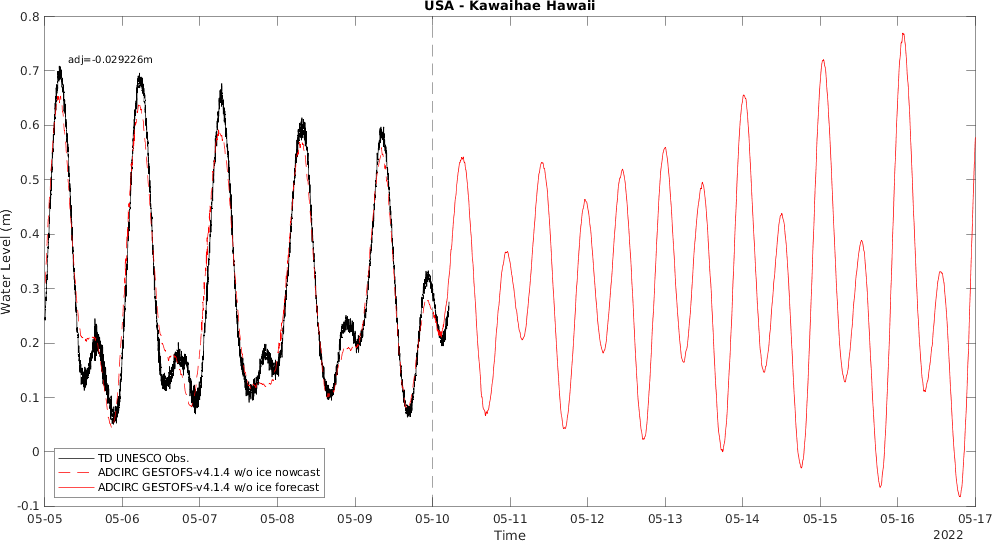 USA - Kawaihae Hawaii
adj=-0.029226m
Water Level (m)
0.8
0.7
0.6
0.5
0.4
0.3
0.2
0.1
0
-0.1
TD UNESCO Obs.
ADCIRC GESTOFS-v4.1.4 w/o ice nowcast
ADCIRC GESTOFS-v4.1.4 w/o ice forecast
05-05 05-06 05-07 05-08 05-09 05-10 05-11 05-12 05-13 05-14 05-15 05-16 05-17
Time
2022